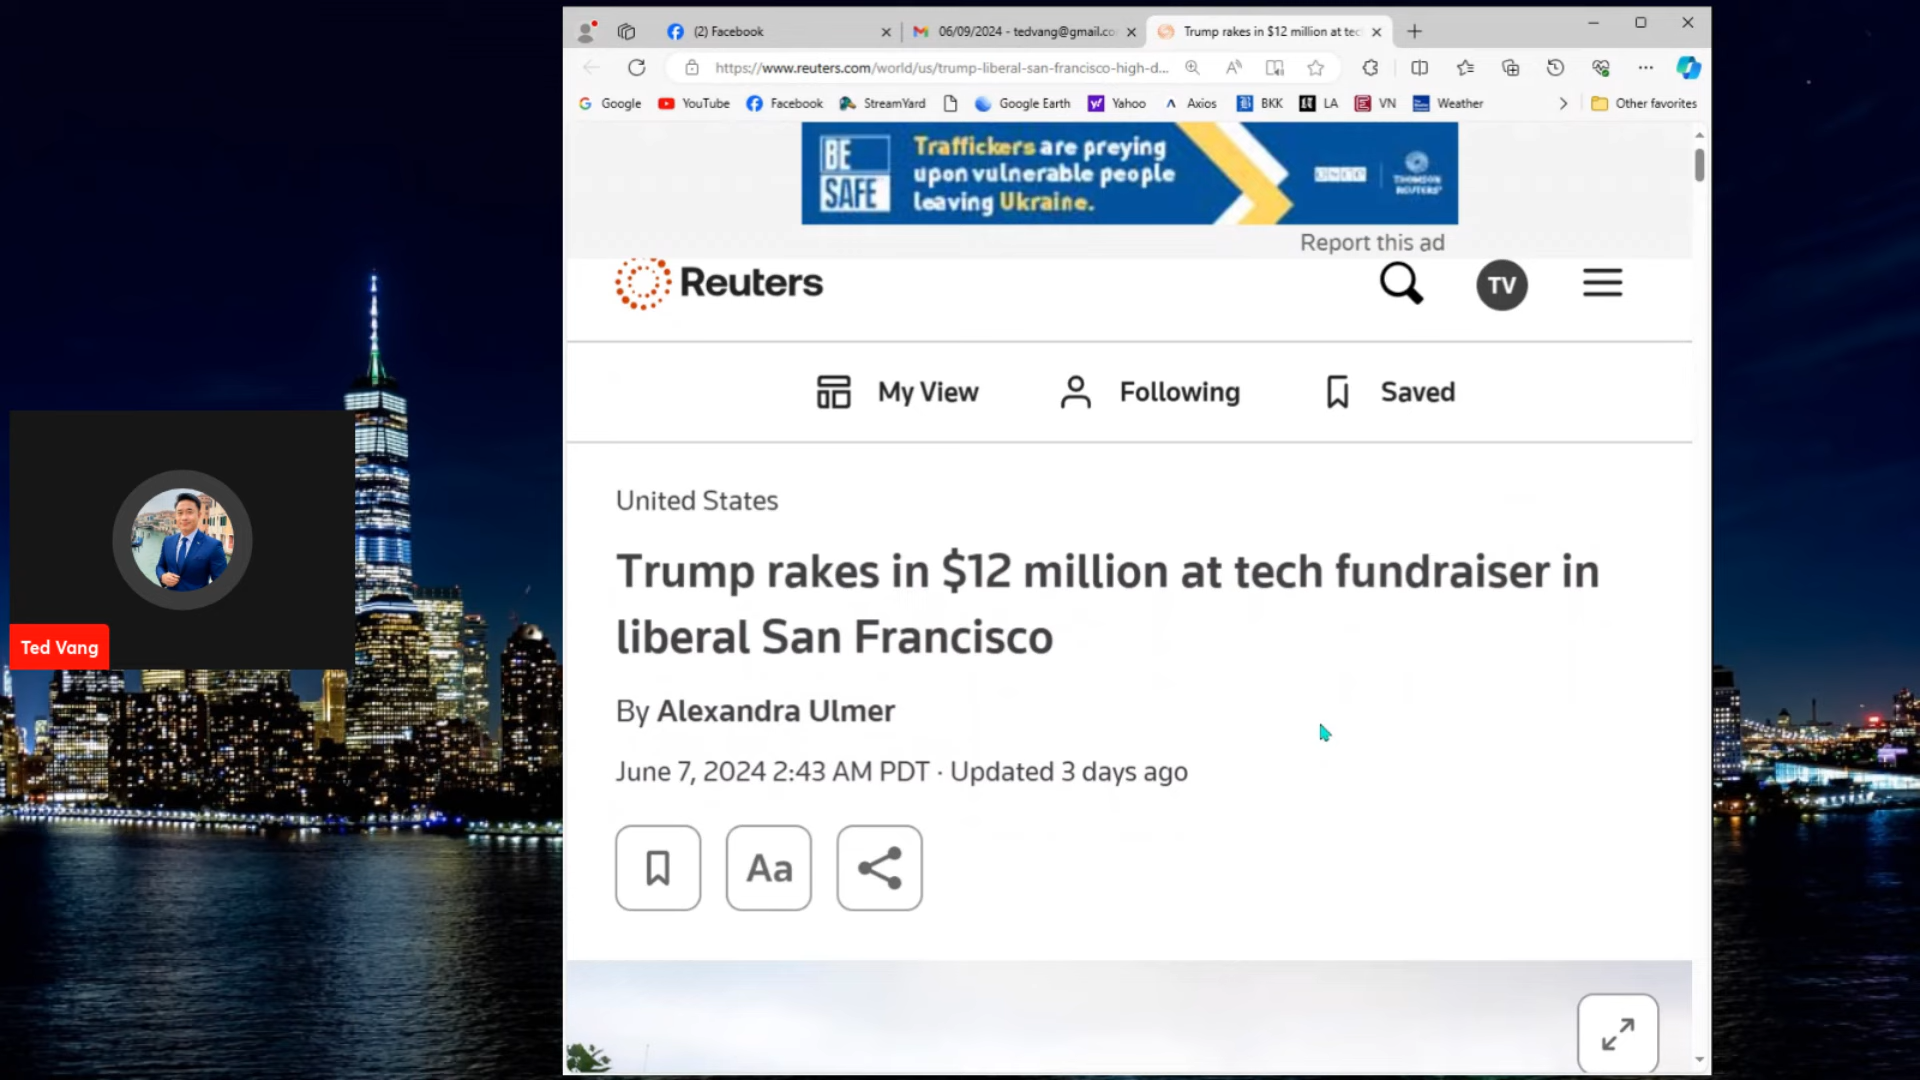 (2) Facebook
06/09/2024 - tedvang@gmail.co
Trump rakes in $12 million at tec
https://www.reuters.com/world/us/trump-liberal-san-francisco-high-d...
Google
YouTube
Facebook
StreamYard
Google Earth
Yahoo
Axios
BKK
LA
VN
Weather
Other favorites
BE
SAFE
Traffickers are preying
upon vulnerable people
leaving Ukraine.
THOMSON
REUTERS
Report this ad
Reuters
TV
My View
Following
Saved
United States
Trump rakes in $12 million at tech fundraiser in
liberal San Francisco
By Alexandra Ulmer
June 7, 2024 2:43 AM PDT · Updated 3 days ago
Aa
Ted Vang